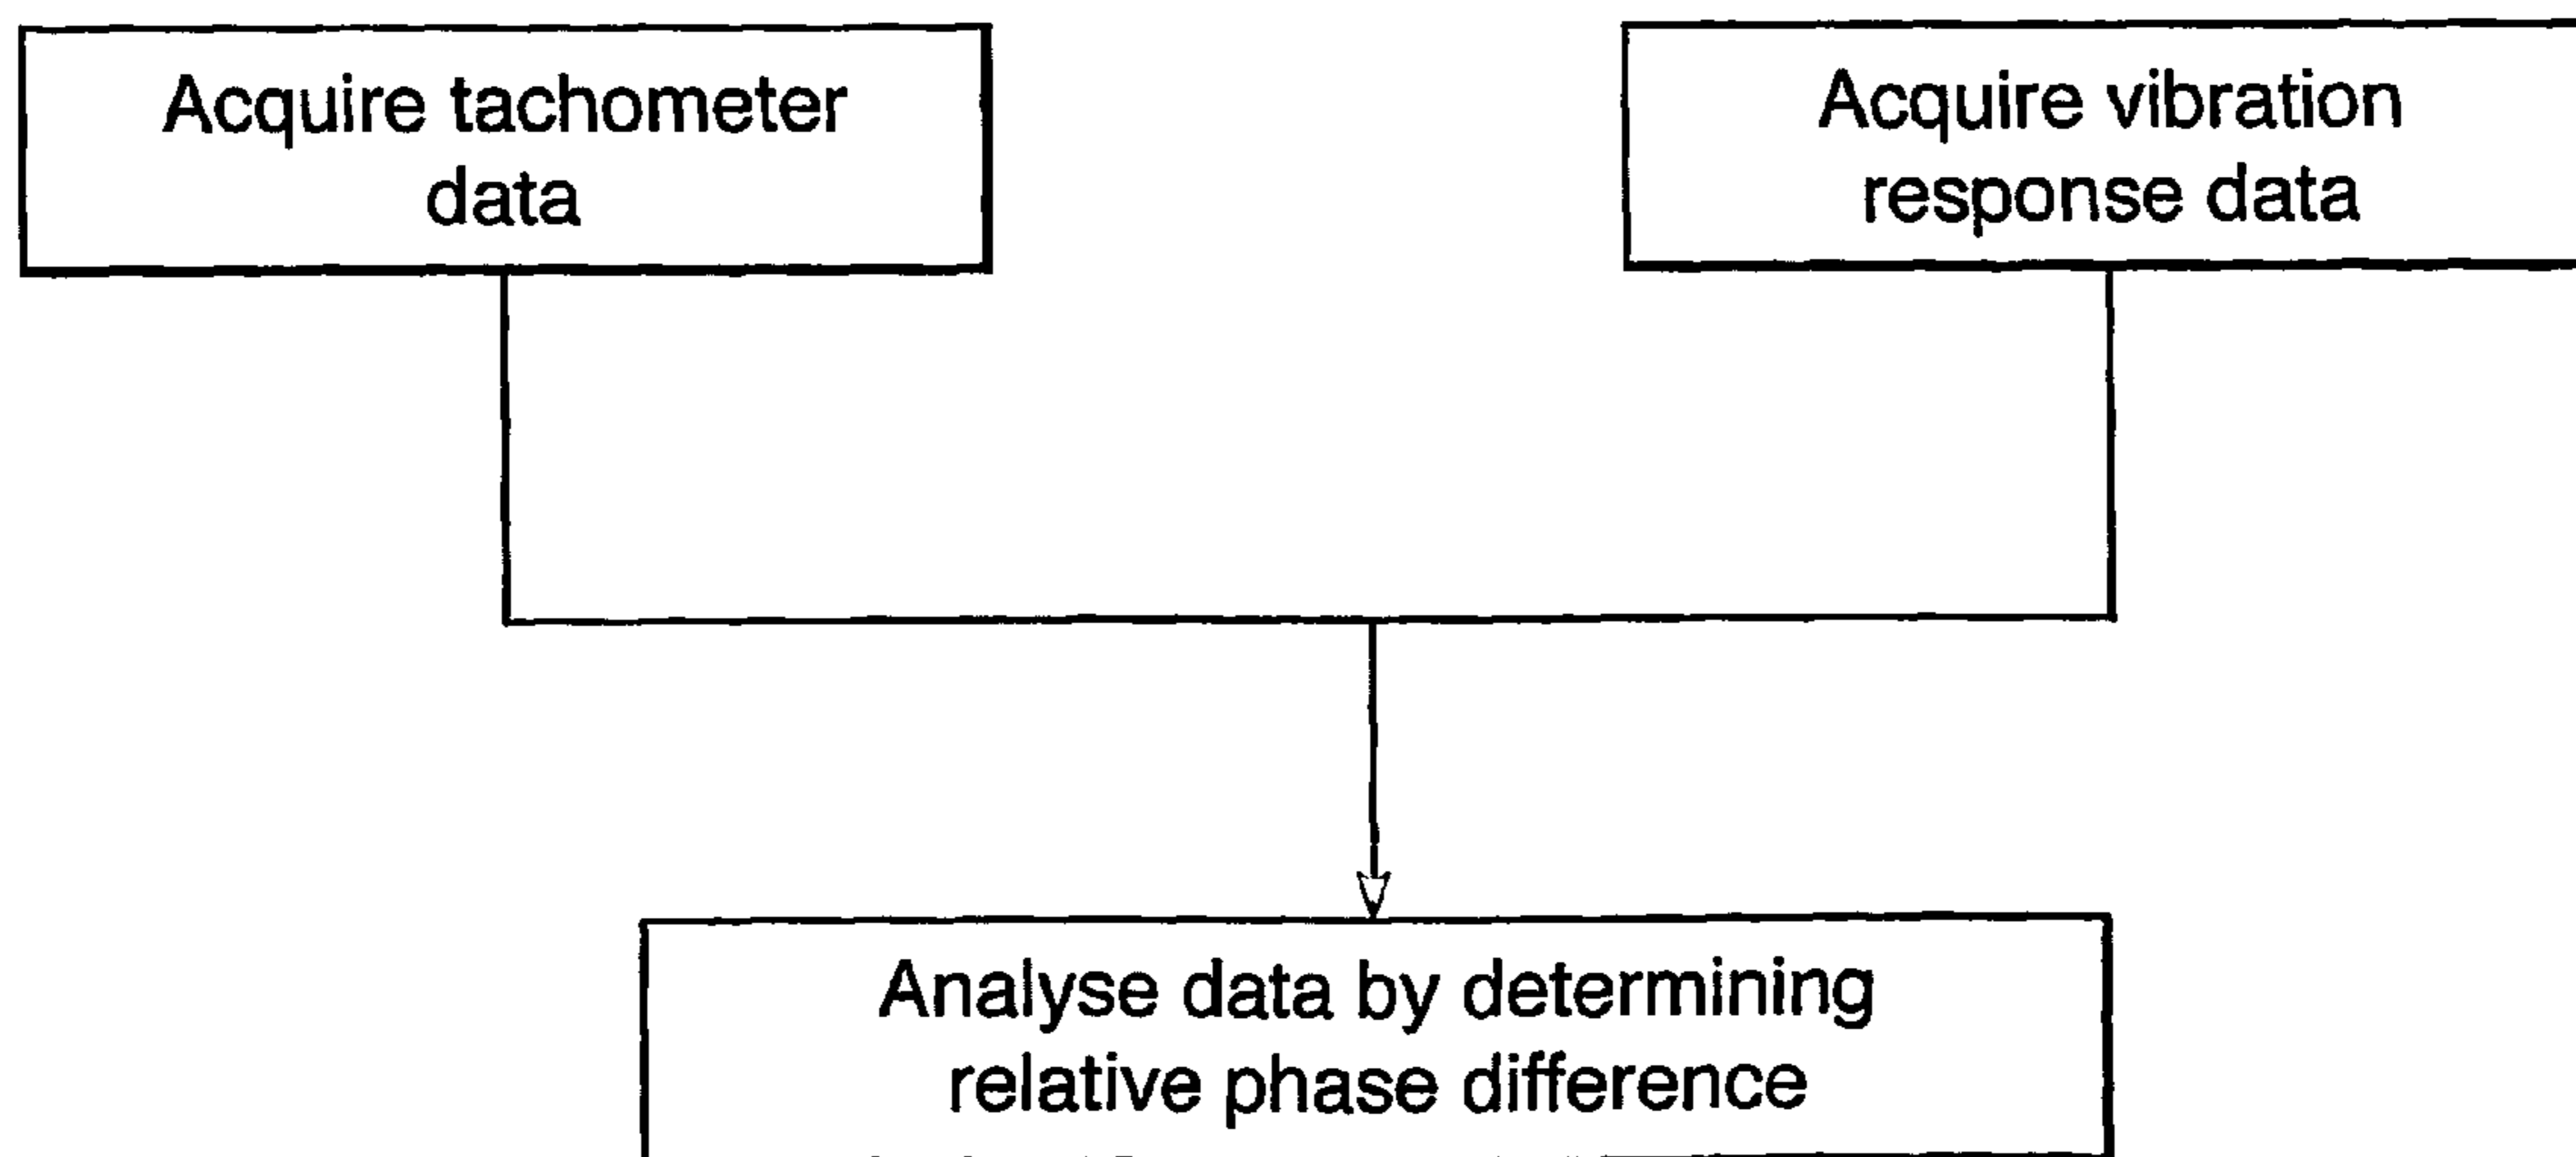 Acquire tachometer
data
Acquire vibration
response data
Analyse data by determining
relative phase difference